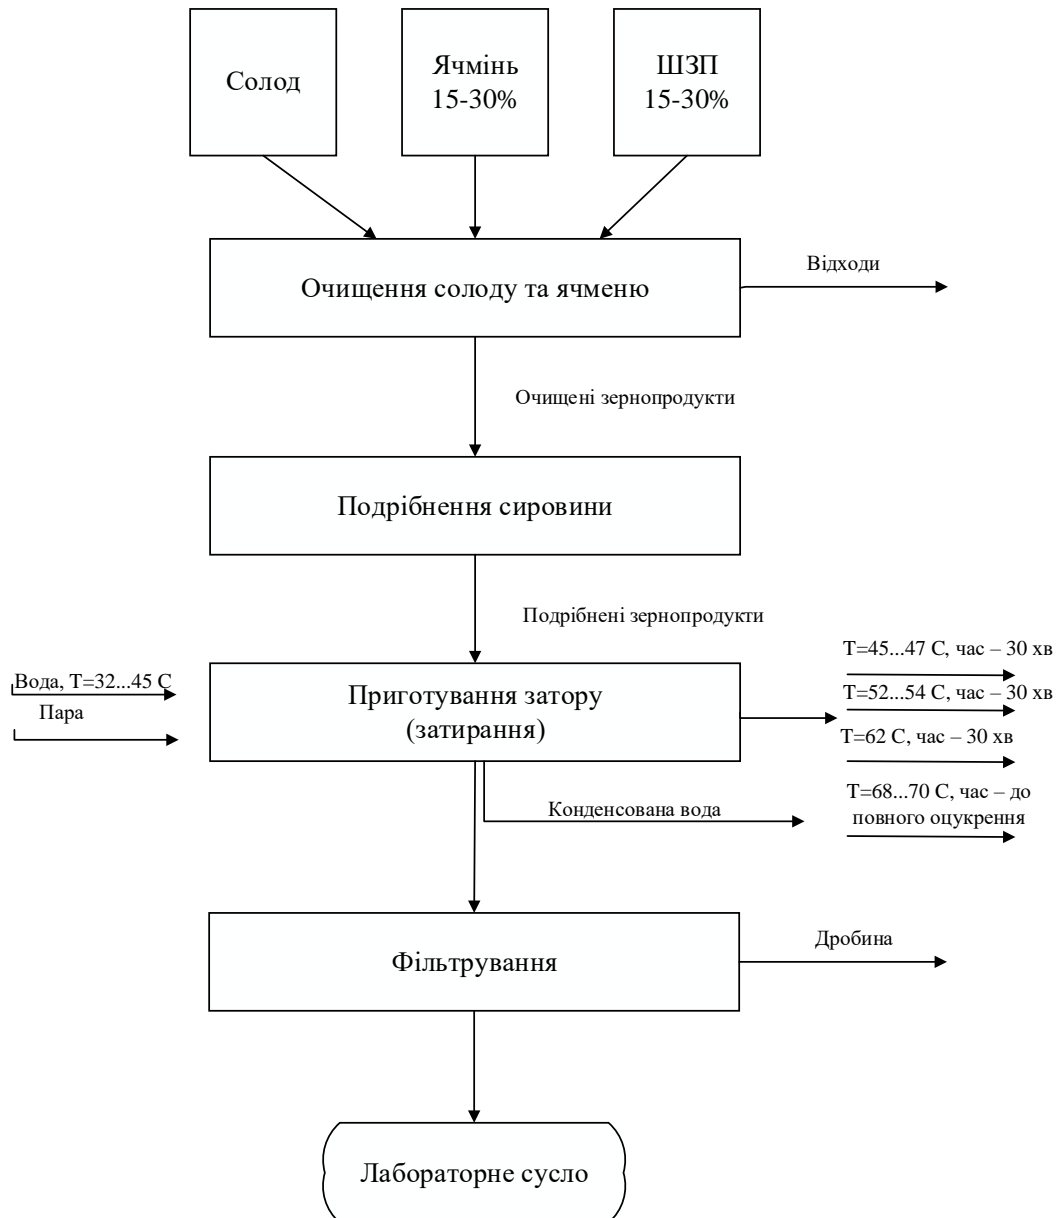 Солод
Ячмінь
15-30%
ШЗП
15-30%
Очищення солоду та ячменю
Відходи
Очищені зернопродукти
Подрібнення сировини
Подрібнені зернопродукти
Вода, Т=32...45 С
Пара
Приготування затору
(затирання)
Т=45...47 С, час – 30 хв
Т=52...54 С, час – 30 хв
Т=62 С, час – 30 хв
Т=68...70 С, час – до
повного оцукрення
Конденсована вода
Фільтрування
Дробина
Лабораторне сусло